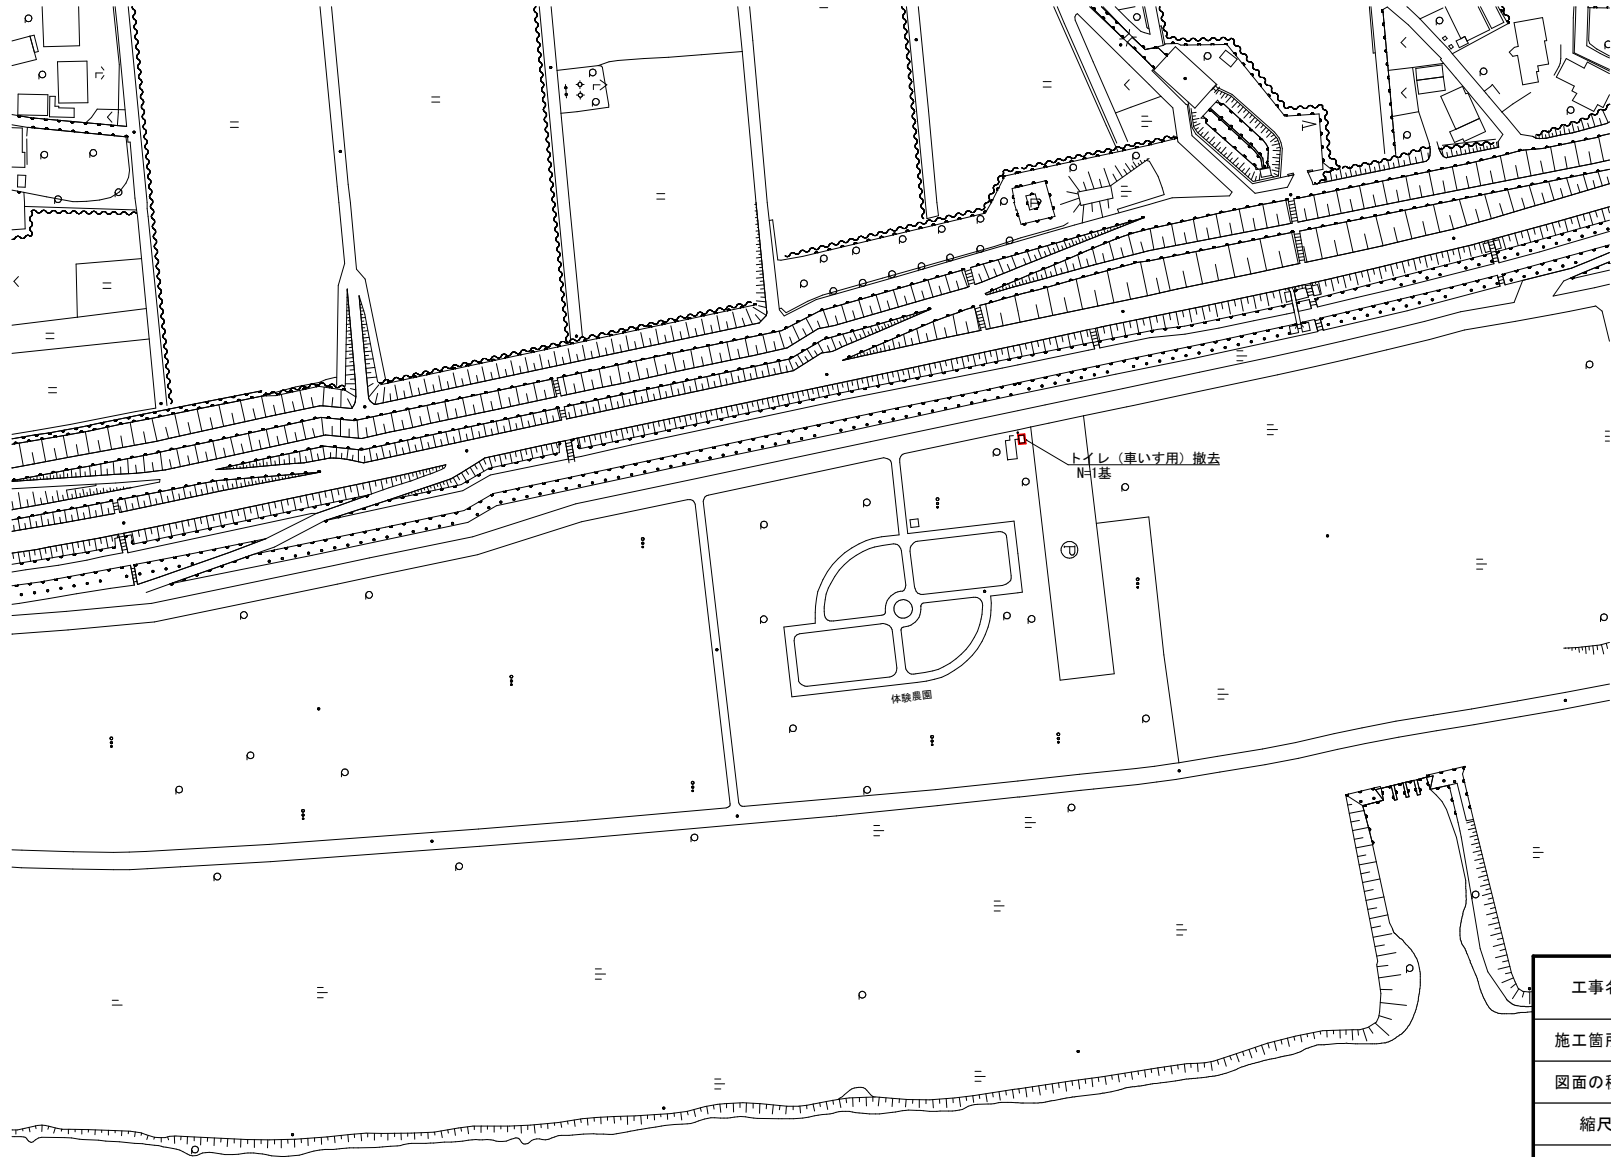 トイレ（車いす用）撤去
N=1基
P
体験農園
工事名
施工箇所
図面の種
縮尺